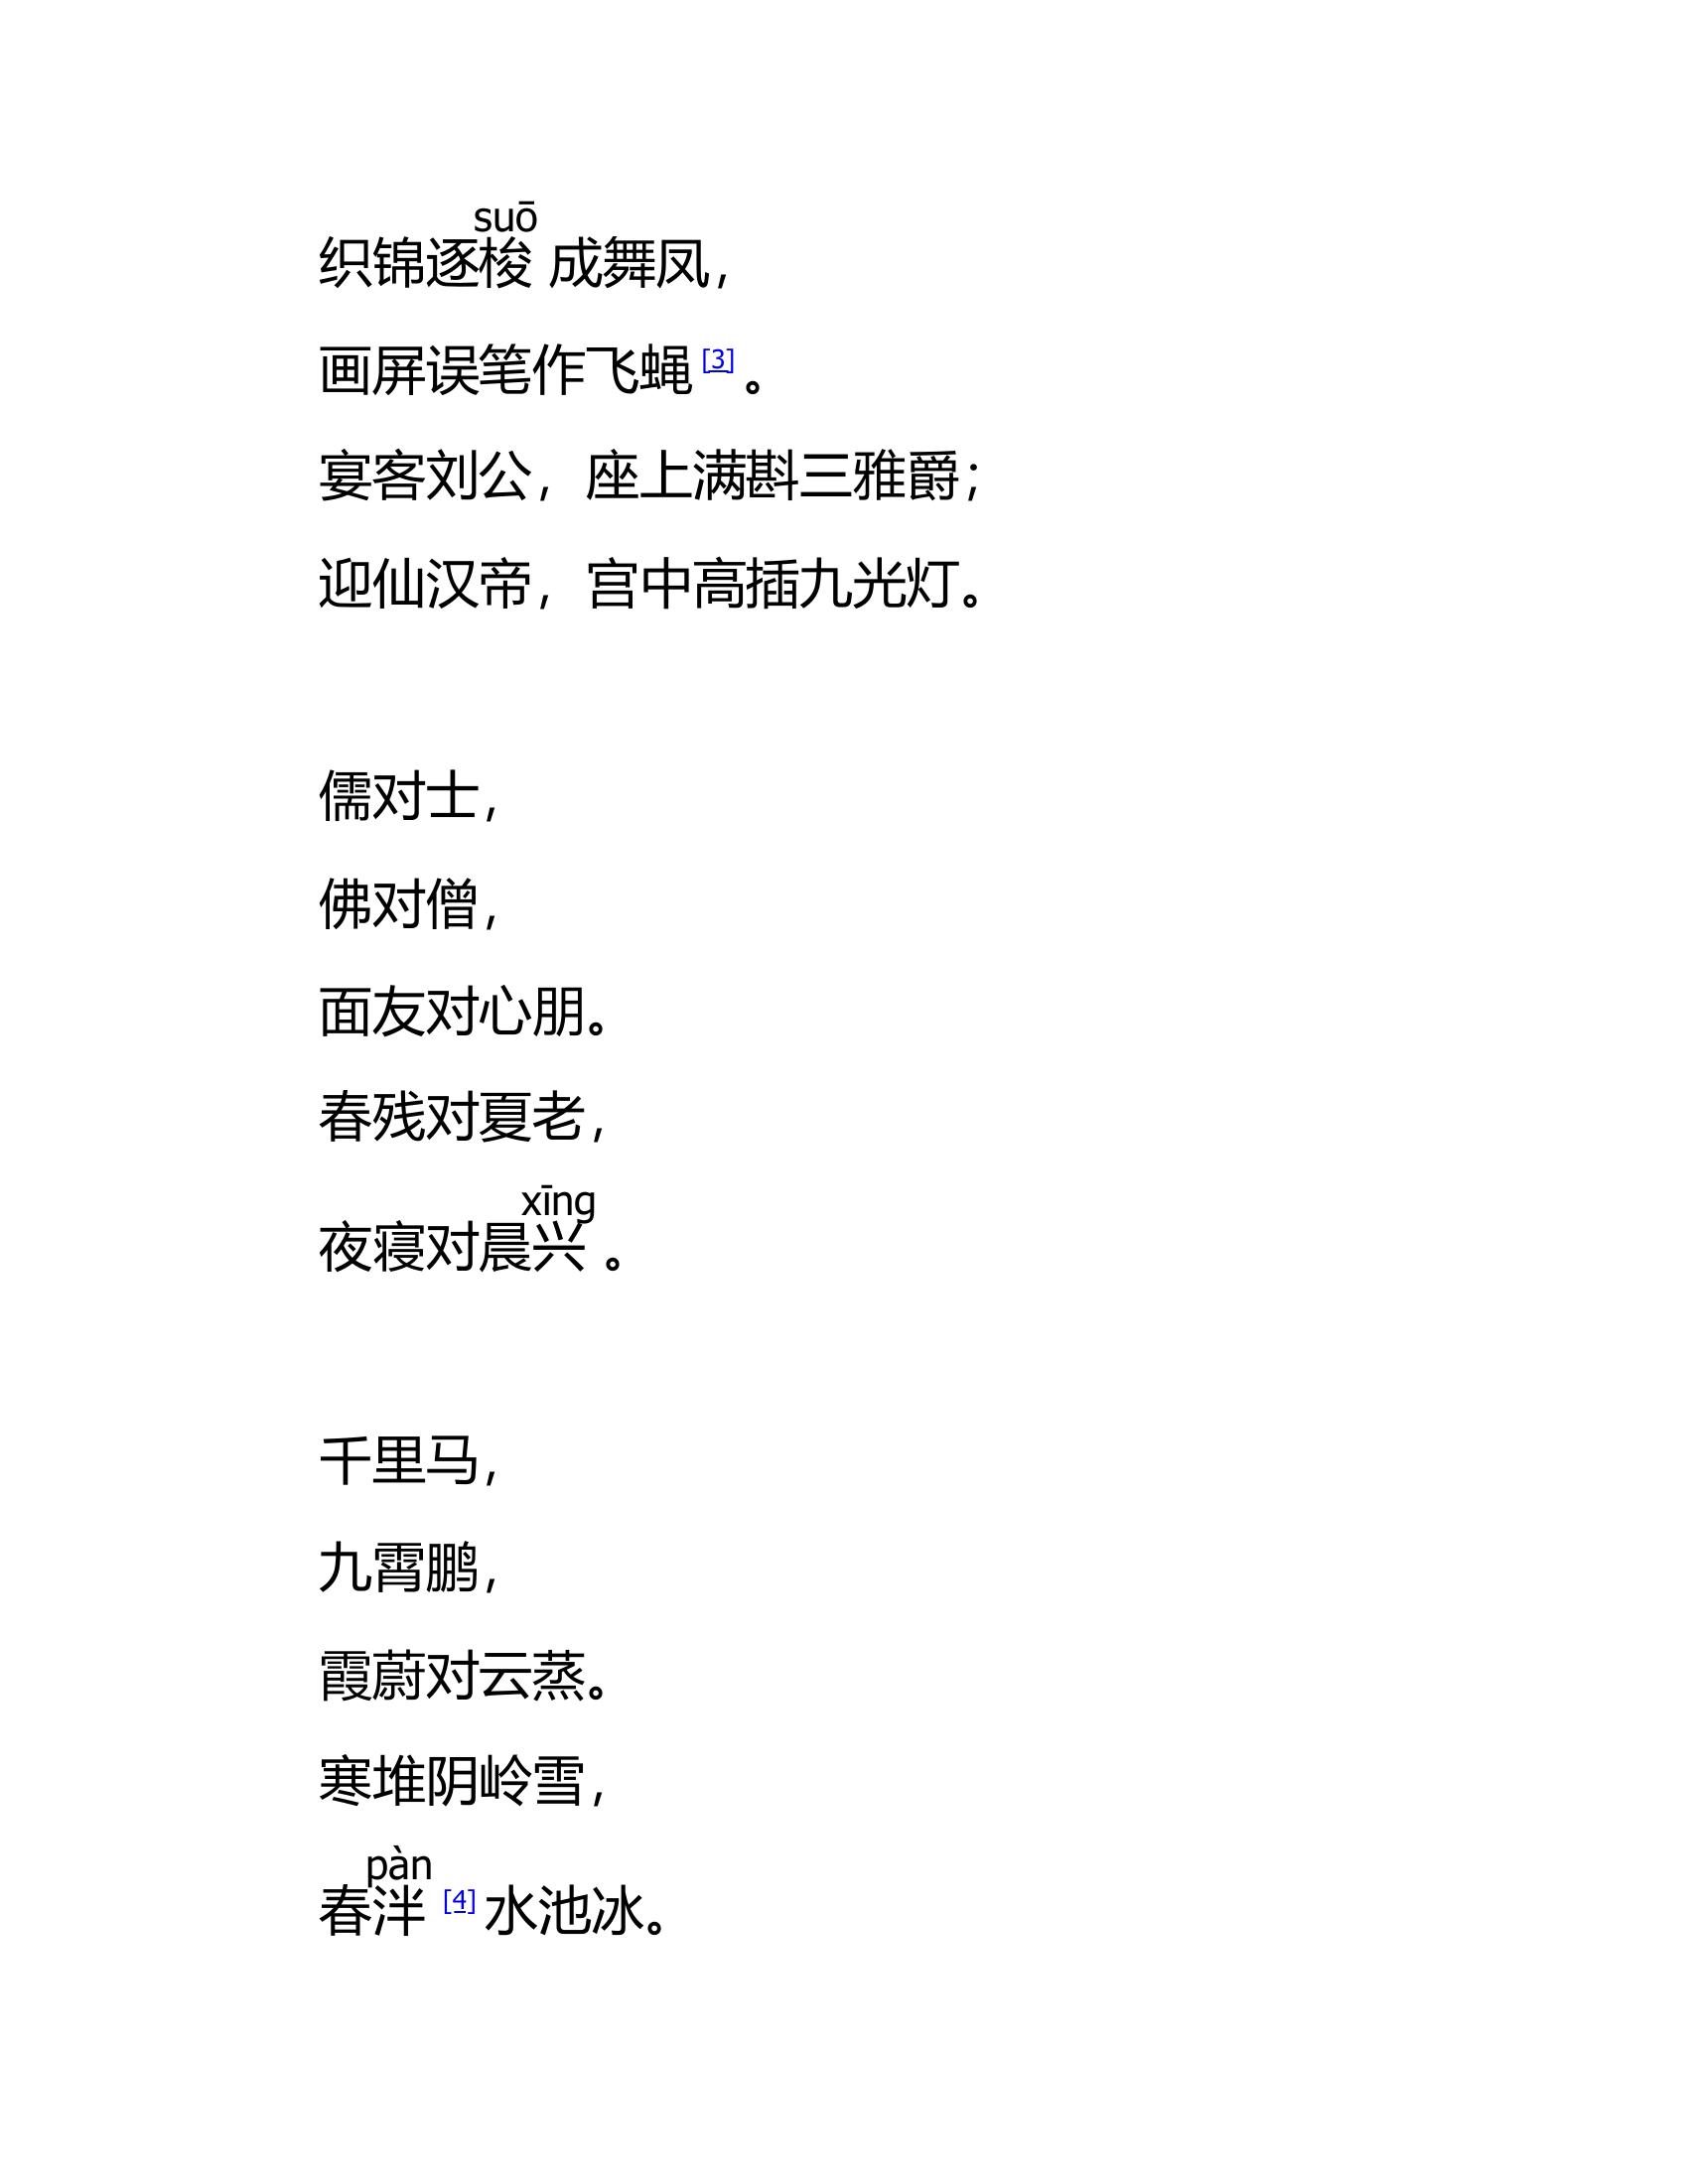 suō
织锦逐梭 成舞凤，
画屏误笔作飞蝇 [3] 。
宴客刘公，座上满斟三雅爵；
迎仙汉帝，宫中高插九光灯。
儒对士，
佛对僧，
面友对心朋。
春残对夏老，
xīng
夜寝对晨兴 。
千里马，
九霄鹏，
霞蔚对云蒸。
寒堆阴岭雪，
pàn
春泮 [4] 水池冰。